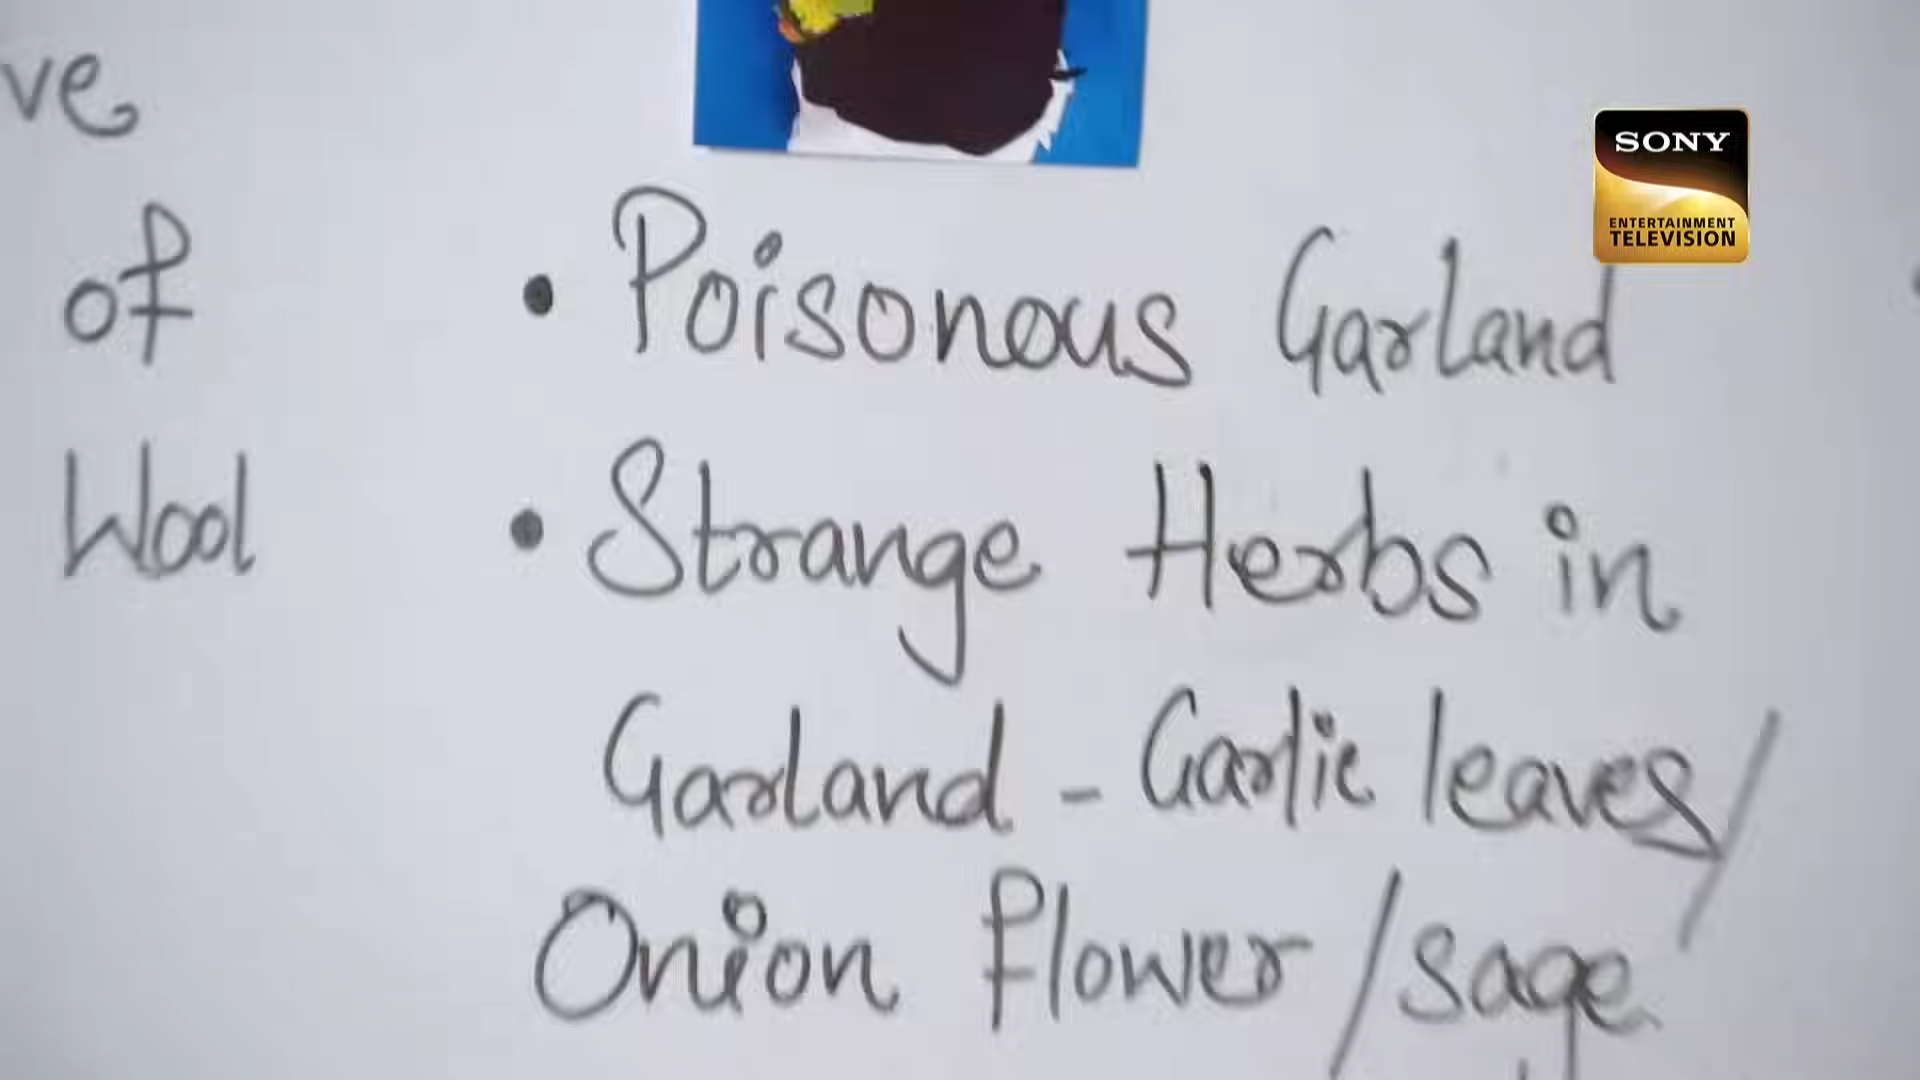 ve
of
Wool
• Poisonous Garland
• Strange Herbs in
Garland - Garlic leaves/
Onion flower/sage
SONY
ENTERTAINMENT
TELEVISION